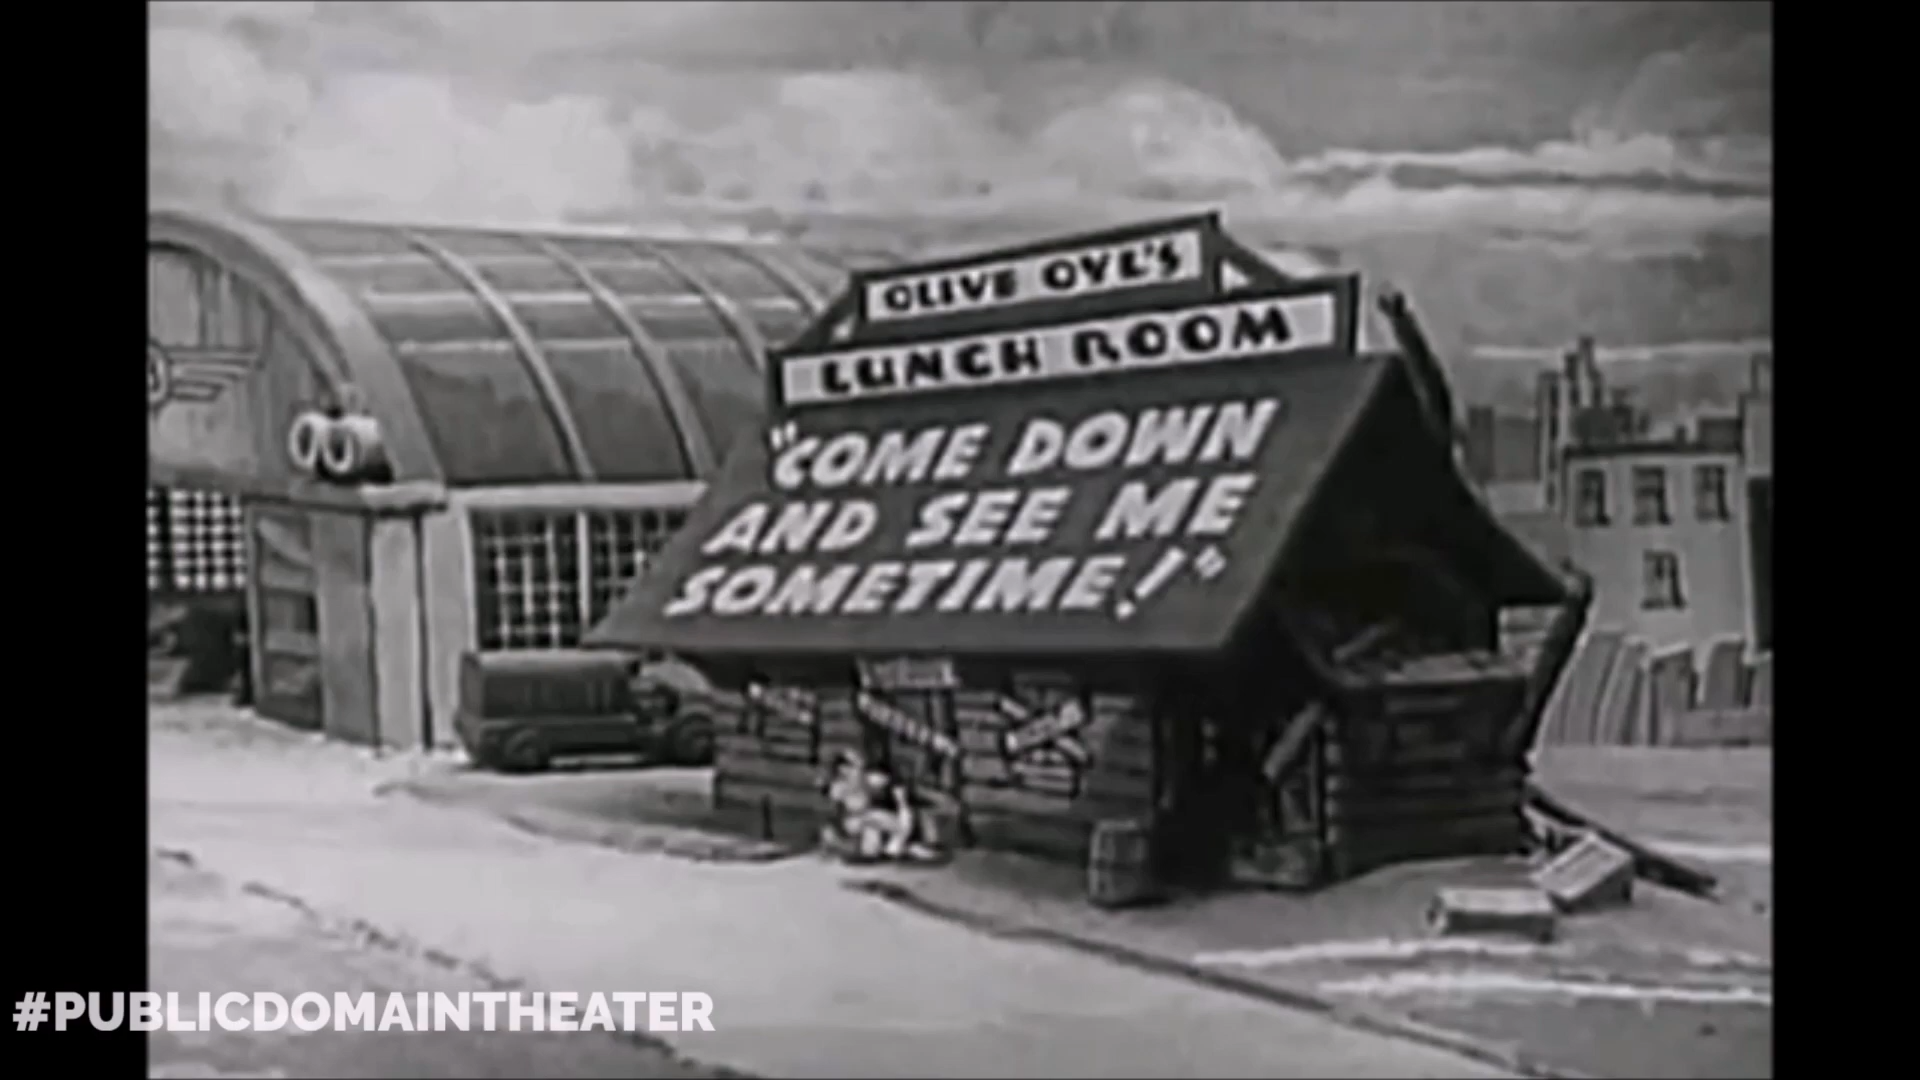 OLIVE OYL'S
LUNCH ROOM
"COME DOWN
AND SEE ME
SOMETIME!"
#PUBLICDOMAINTHEATER